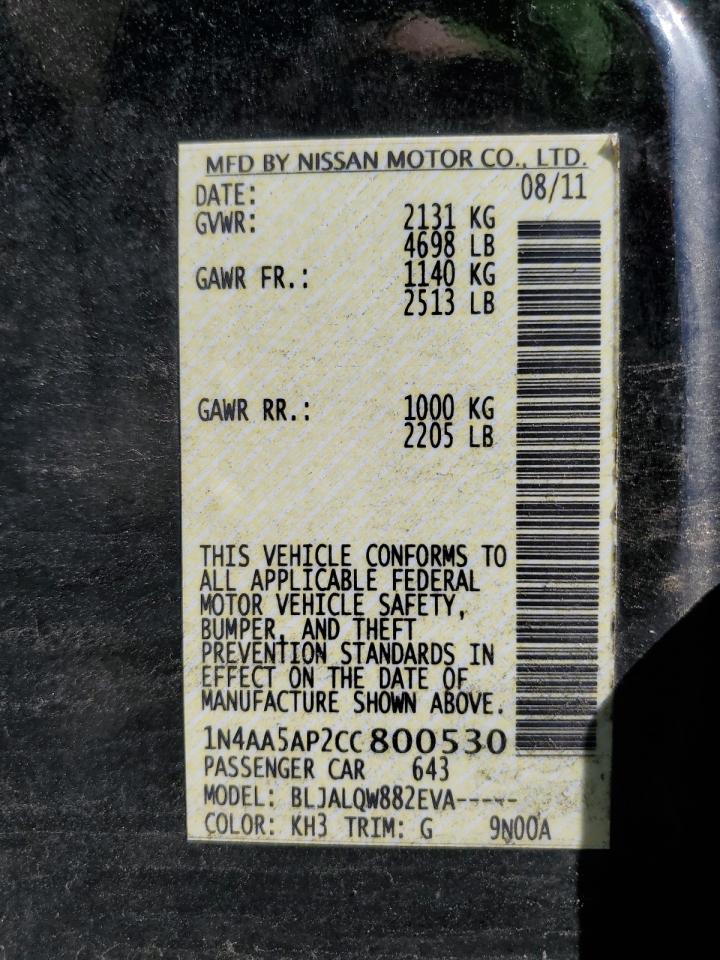 MFD BY NISSAN MOTOR CO., LTD.
DATE: 08/11
GVWR: 2131 KG
4698 LB
GAWR FR.: 1140 KG
2513 LB
GAWR RR.: 1000 KG
2205 LB
THIS VEHICLE CONFORMS TO
ALL APPLICABLE FEDERAL
MOTOR VEHICLE SAFETY,
BUMPER, AND THEFT
PREVENTION STANDARDS IN
EFFECT ON THE DATE OF
MANUFACTURE SHOWN ABOVE.
1N4AA5AP2CC800530
PASSENGER CAR 643
MODEL: BLJALQW882EVA-----
COLOR: KH3 TRIM: G 9N00A